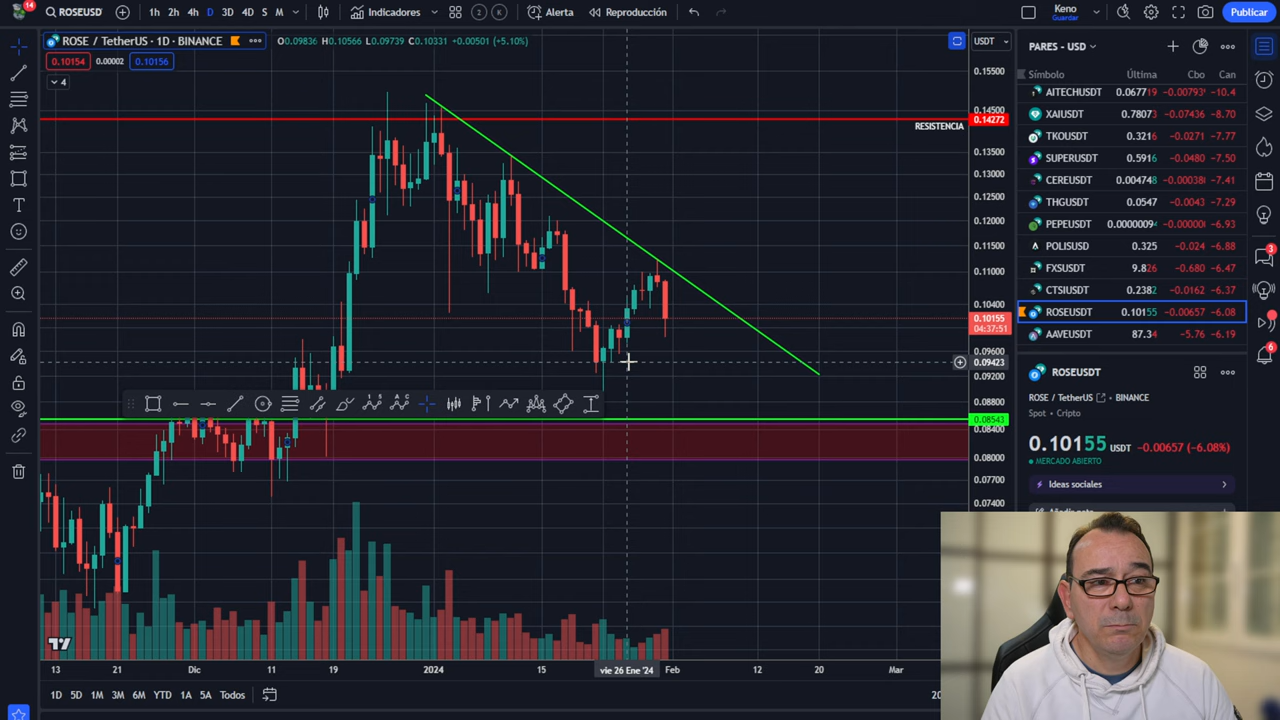 14
ROSEUSD
1h 2h 4h D 3D 4D S M
Indicadores
2 K
Alerta
Reproducción
Keno
Guardar
Publicar
ROSE / TetherUS · 1D · BINANCE
O0.09836 H0.10566 L0.09739 C0.10331 +0.00501 (+5.10%)
0.10154 0.00002 0.10156
4
USDT
0.15500
0.14500
0.14272
RESISTENCIA
0.13500
0.13000
0.12500
0.12000
0.11500
0.11000
0.10400
0.10155
04:37:51
0.09600
0.09423
0.09200
0.08800
0.08543
0.08400
0.08000
0.07700
0.07400
13 21 Dic 11 19 2024 15 vie 26 Ene '24 Feb 12 20 Mar
1D 5D 1M 3M 6M YTD 1A 5A Todos
PARES - USD
Símbolo Última Cbo Can
AITECHUSDT 0.067719 −0.00793 −10.4
XAIUSDT 0.78073 −0.07436 −8.70
TKOUSDT 0.3216 −0.0271 −7.77
SUPERUSDT 0.5916 −0.0480 −7.50
CEREUSDT 0.004748 −0.00038 −7.41
THGUSDT 0.0547 −0.0043 −7.29
PEPEUSDT 0.0000009 −0.0000 −6.93
POLISUSD 0.325 −0.024 −6.88
FXSUSDT 9.826 −0.680 −6.47
CTSIUSDT 0.2382 −0.0162 −6.37
ROSEUSDT 0.10155 −0.00657 −6.08
AAVEUSDT 87.34 −5.76 −6.19
ROSEUSDT
ROSE / TetherUS BINANCE
Spot • Cripto
0.10155 USDT −0.00657 (−6.08%)
MERCADO ABIERTO
Ideas sociales
3
6